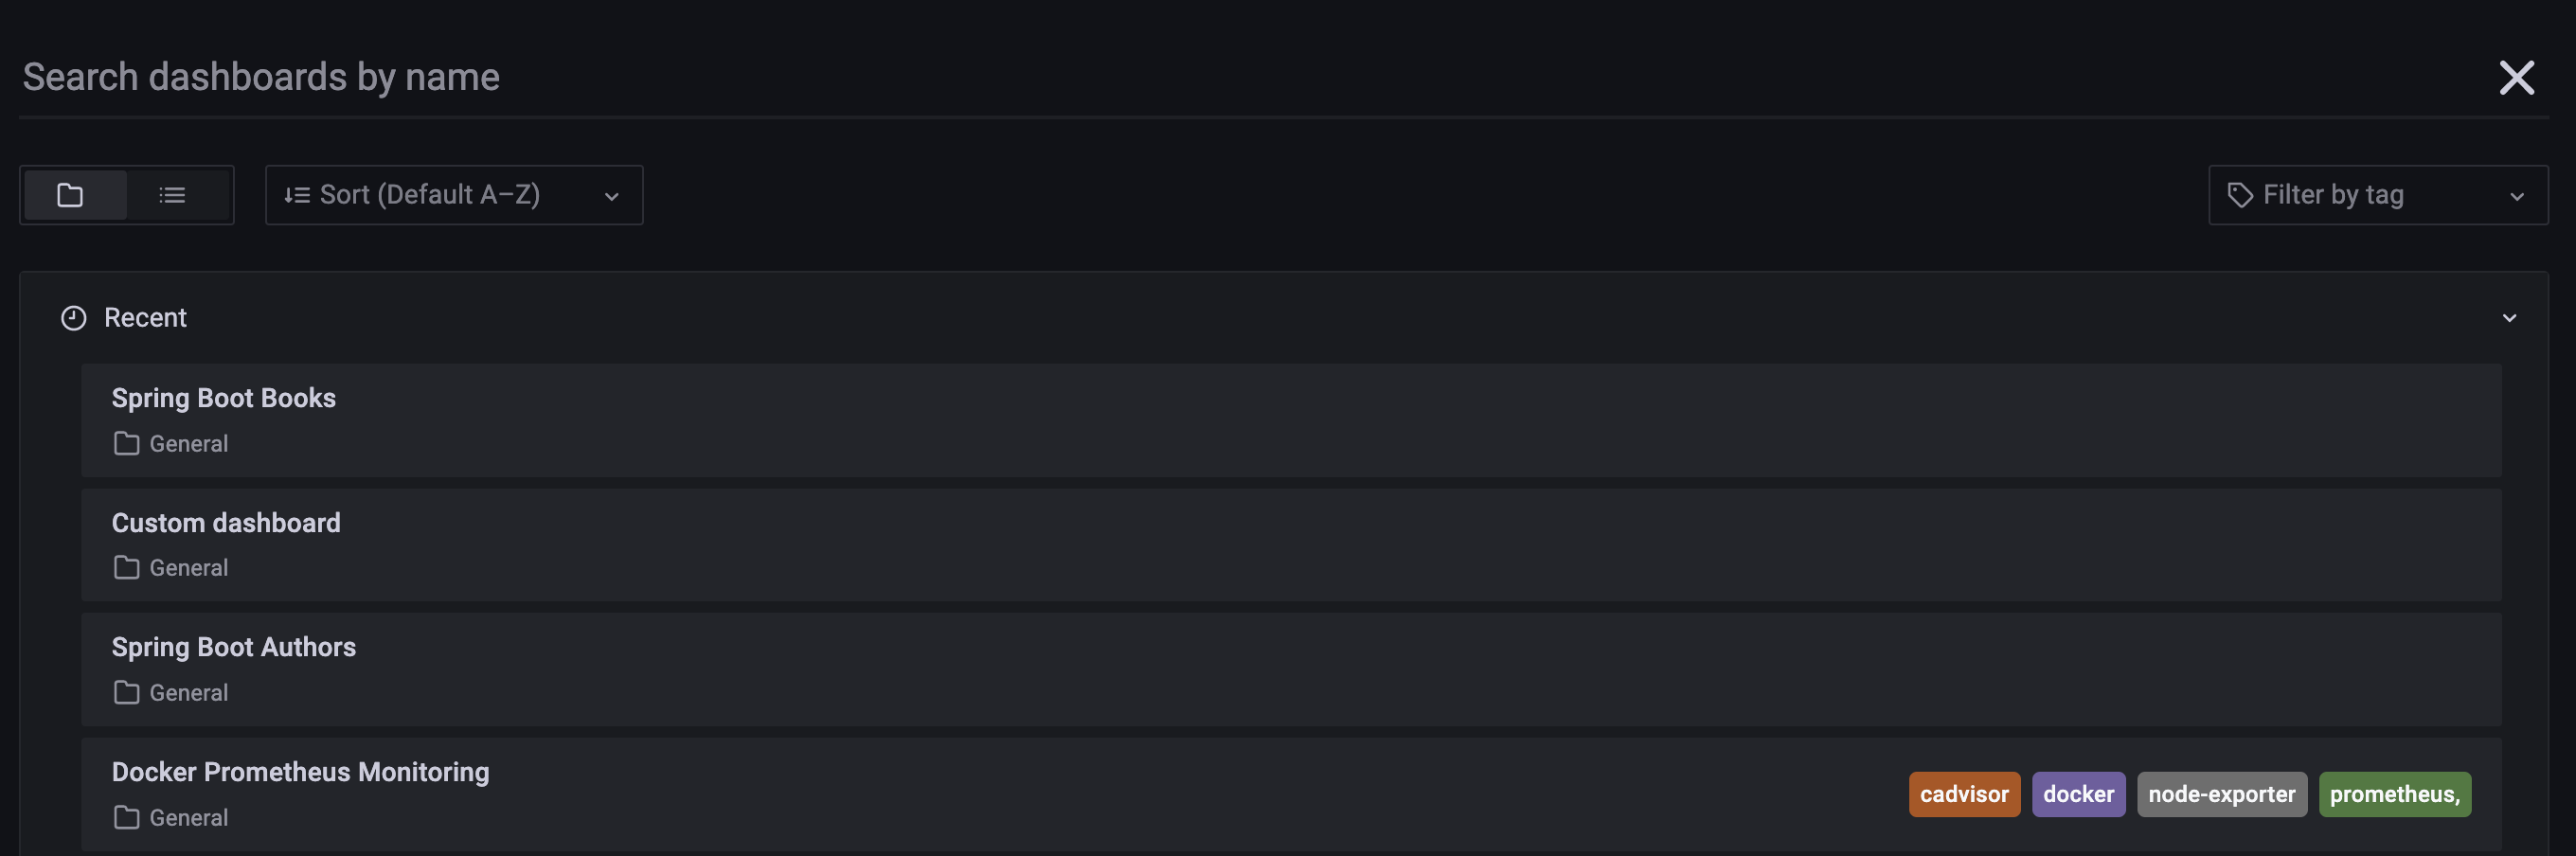 Search dashboards by name
Sort (Default A–Z)
Filter by tag
Recent
Spring Boot Books
General
Custom dashboard
General
Spring Boot Authors
General
Docker Prometheus Monitoring
cadvisor docker node-exporter prometheus,
General